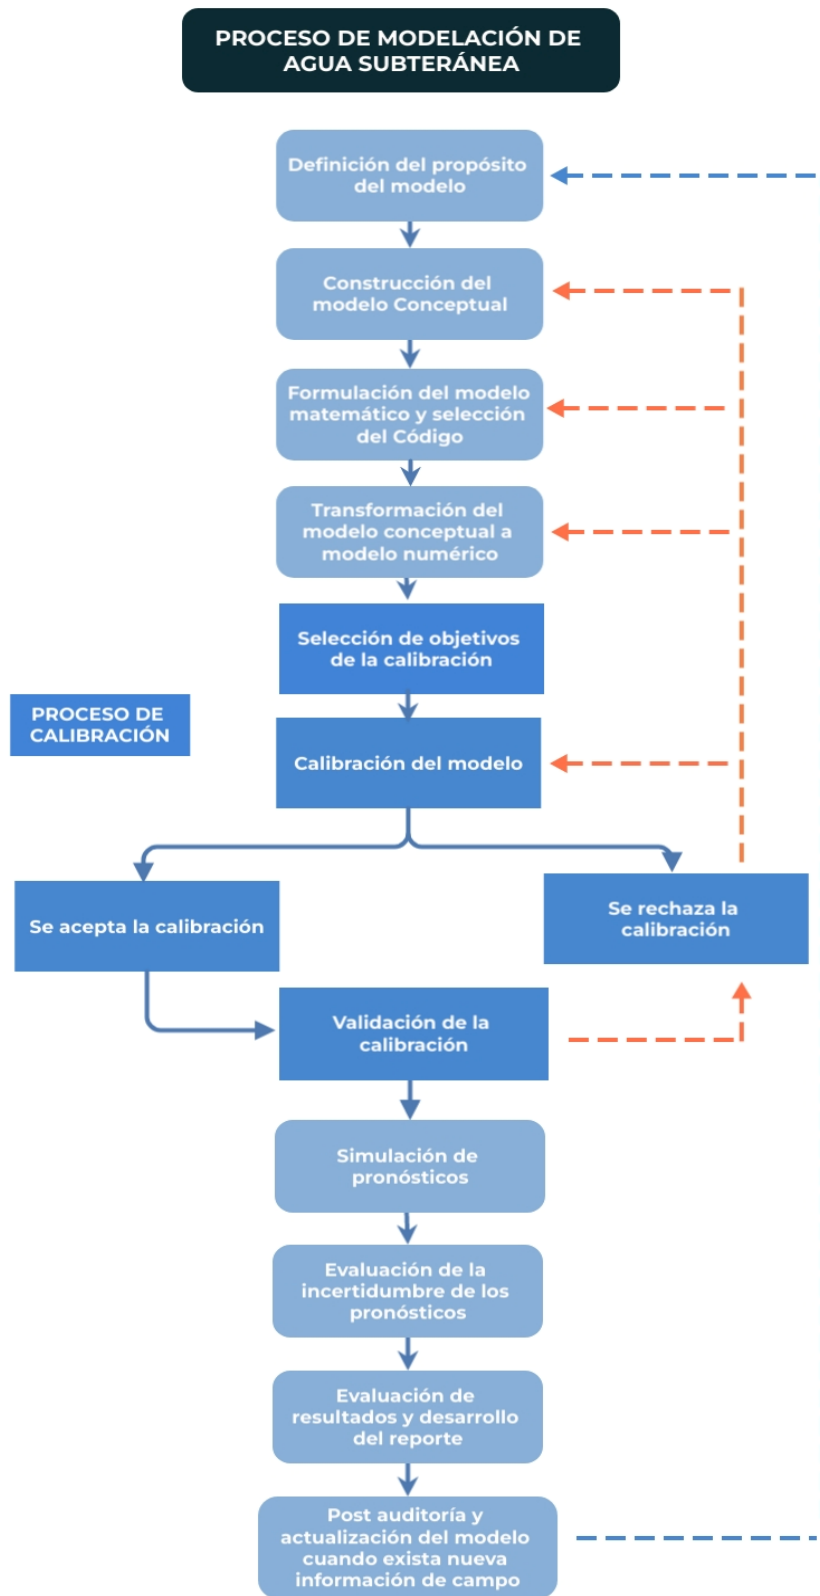 PROCESO DE MODELACIÓN DE
AGUA SUBTERÁNEA
Definición del propósito
del modelo
Construcción del
modelo Conceptual
Formulación del modelo
matemático y selección
del Código
Transformación del
modelo conceptual a
modelo numérico
Selección de objetivos
de la calibración
PROCESO DE
CALIBRACIÓN
Calibración del modelo
Se acepta la calibración
Se rechaza la
calibración
Validación de la
calibración
Simulación de
pronósticos
Evaluación de la
incertidumbre de los
pronósticos
Evaluación de
resultados y desarrollo
del reporte
Post auditoría y
actualización del modelo
cuando exista nueva
información de campo